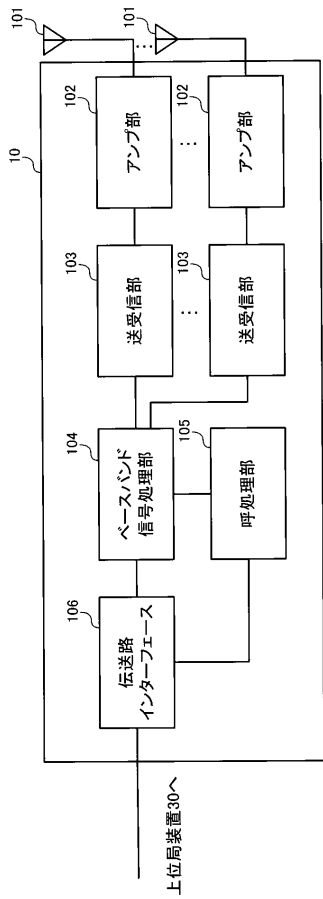 10
101
101
102
アンプ部
102
アンプ部
103
送受信部
103
送受信部
104
ベースバンド
信号処理部
105
呼処理部
106
伝送路
インターフェース
上位局装置30へ